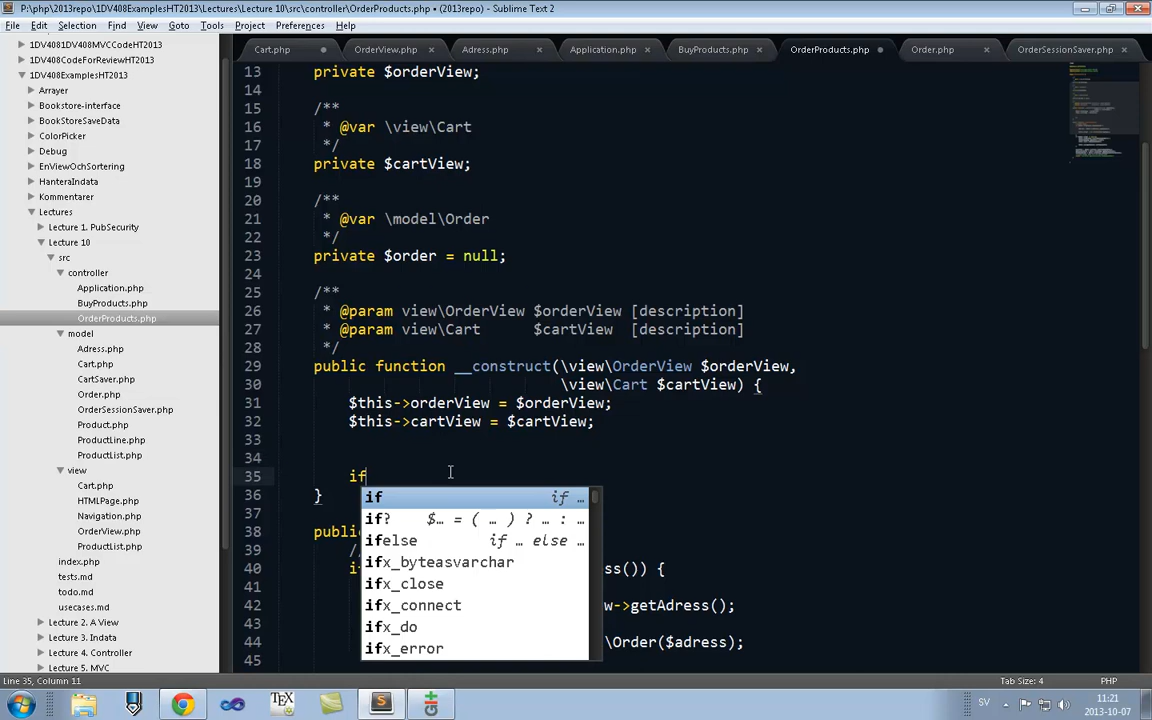 P:\php\2013repo\1DV408ExamplesHT2013\Lectures\Lecture 10\src\controller\OrderProducts.php • (2013repo) - Sublime Text 2
File Edit Selection Find View Goto Tools Project Preferences Help
1DV4081DV408MVCCodeHT2013
1DV408CodeForReviewHT2013
1DV408ExamplesHT2013
Arrayer
Bookstore-interface
BookStoreSaveData
ColorPicker
Debug
EnViewOchSortering
HanteraIndata
Kommentarer
Lectures
Lecture 1. PubSecurity
Lecture 10
src
controller
Application.php
BuyProducts.php
OrderProducts.php
model
Adress.php
Cart.php
CartSaver.php
Order.php
OrderSessionSaver.php
Product.php
ProductLine.php
ProductList.php
view
Cart.php
HTMLPage.php
Navigation.php
OrderView.php
ProductList.php
index.php
tests.md
todo.md
usecases.md
Lecture 2. A View
Lecture 3. Indata
Lecture 4. Controller
Lecture 5. MVC
Cart.php OrderView.php Adress.php Application.php BuyProducts.php OrderProducts.php Order.php OrderSessionSaver.php
13 private $orderView;
14
15 /**
16 * @var \view\Cart
17 */
18 private $cartView;
19
20 /**
21 * @var \model\Order
22 */
23 private $order = null;
24
25 /**
26 * @param view\OrderView $orderView [description]
27 * @param view\Cart $cartView [description]
28 */
29 public function __construct(\view\OrderView $orderView,
30 \view\Cart $cartView) {
31 $this->orderView = $orderView;
32 $this->cartView = $cartView;
33
34
35 if
36 }
37
38 publi
39 /
40 i ss()) {
41
42 w->getAdress();
43
44 \Order($adress);
45
if if …
if? $… = ( … ) ? … : …
ifelse if … else …
ifx_byteasvarchar
ifx_close
ifx_connect
ifx_do
ifx_error
Line 35, Column 11 Tab Size: 4 PHP
SV 11:21
2013-10-07